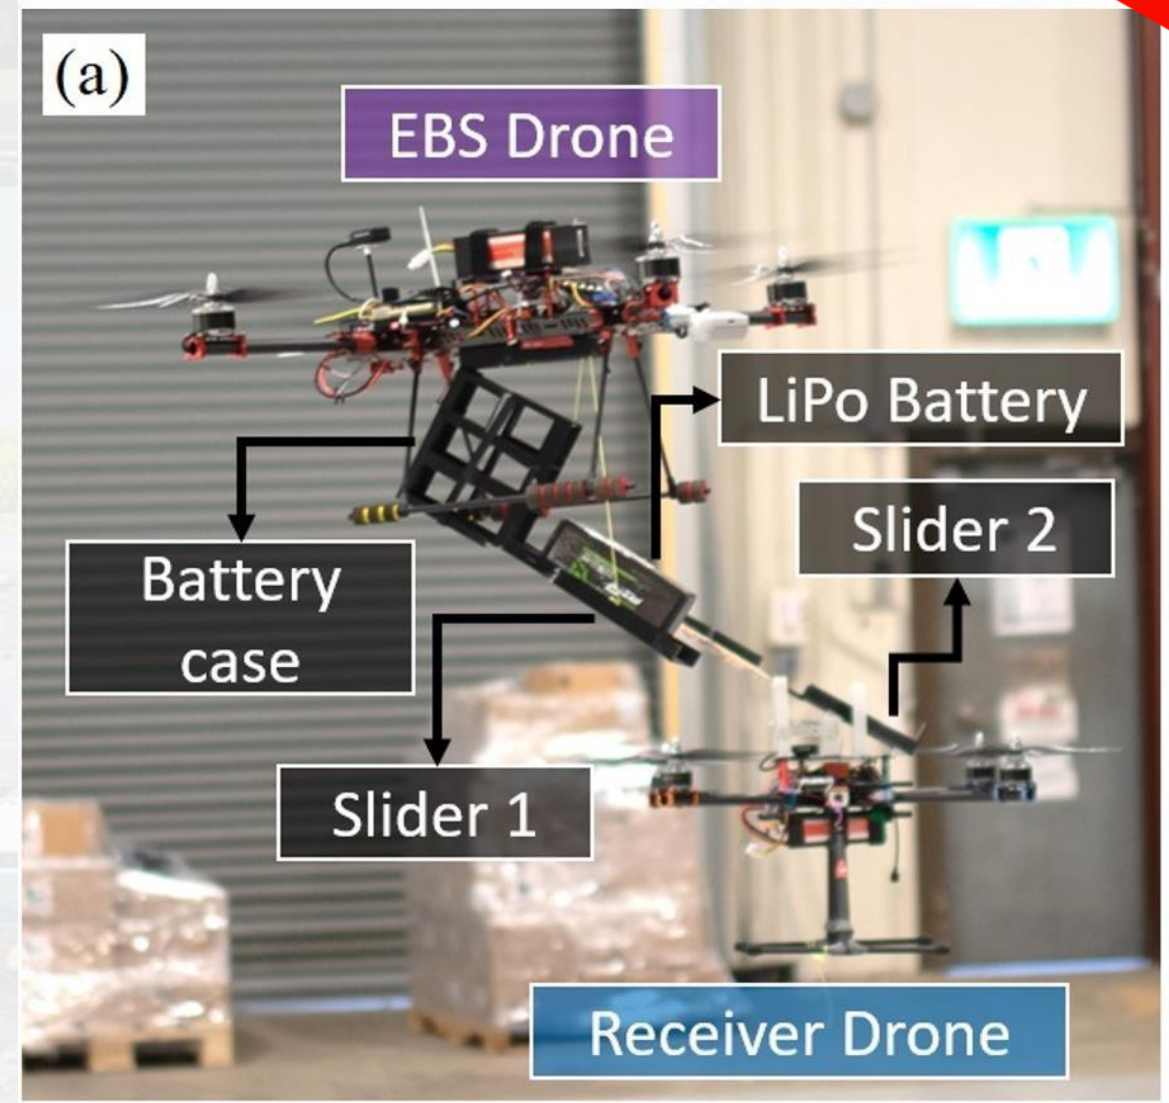 (a)
EBS Drone
LiPo Battery
Slider 2
Battery
case
Slider 1
Receiver Drone